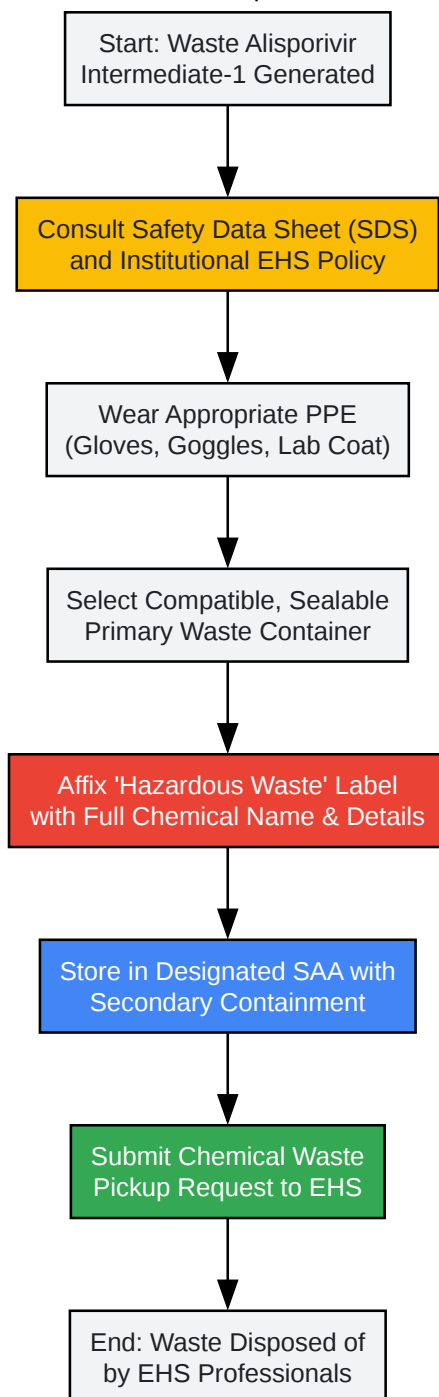 Start: Waste Alisporivir
Intermediate-1 Generated
Consult Safety Data Sheet (SDS)
and Institutional EHS Policy
Wear Appropriate PPE
(Gloves, Goggles, Lab Coat)
Select Compatible, Sealable
Primary Waste Container
Affix 'Hazardous Waste' Label
with Full Chemical Name & Details
Store in Designated SAA with
Secondary Containment
Submit Chemical Waste
Pickup Request to EHS
End: Waste Disposed of
by EHS Professionals